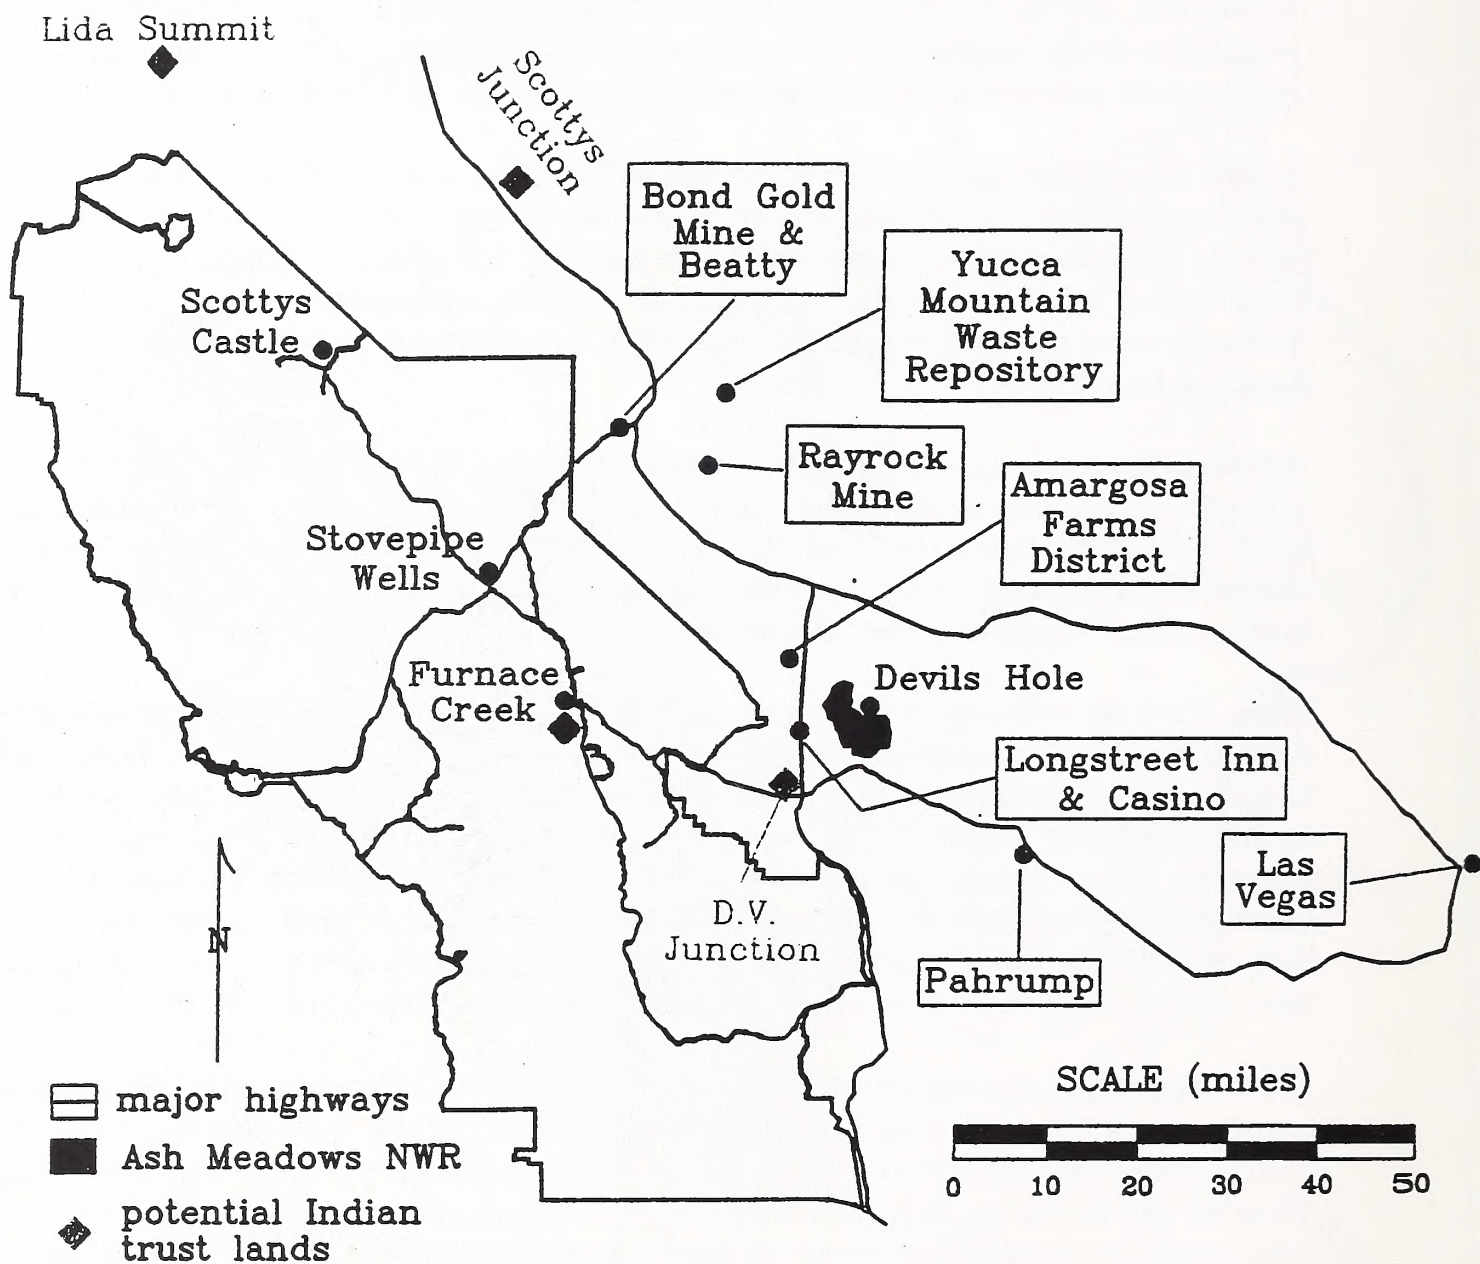 Lida Summit
Scottys
Junction
Bond Gold
Mine &
Beatty
Yucca
Mountain
Waste
Repository
Scottys
Castle
Rayrock
Mine
Amargosa
Farms
District
Stovepipe
Wells
Furnace
Creek
Devils Hole
Longstreet Inn
& Casino
Las
Vegas
D.V.
Junction
Pahrump
N
SCALE (miles)
0 10 20 30 40 50
major highways
Ash Meadows NWR
potential Indian
trust lands